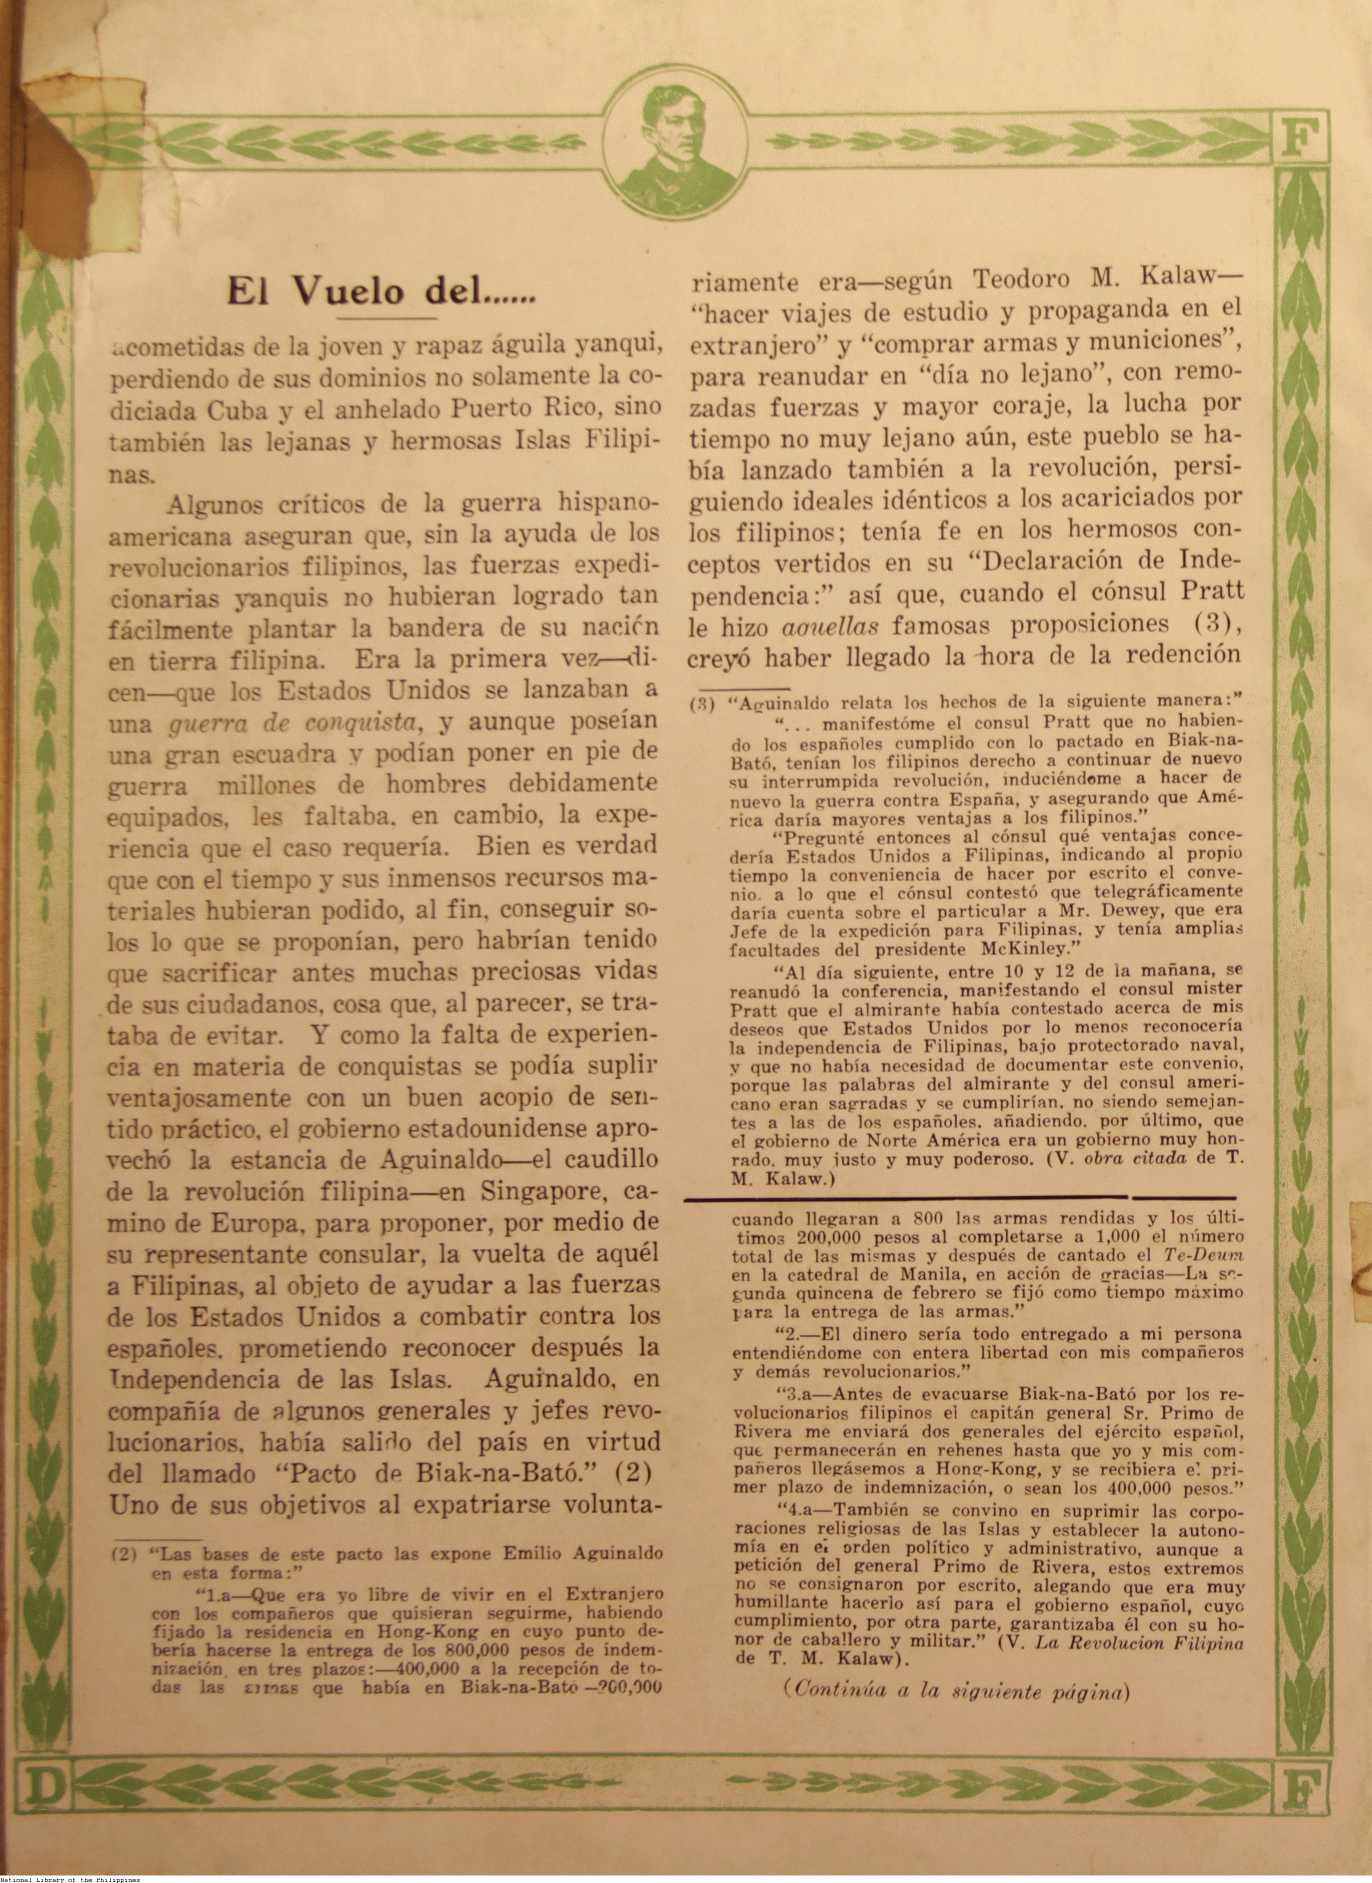 F
El Vuelo del......
acometidas de la joven y rapaz águila yanqui,
perdiendo de sus dominios no solamente la co-
diciada Cuba y el anhelado Puerto Rico, sino
también las lejanas y hermosas Islas Filipi-
nas.
Algunos críticos de la guerra hispano-
americana aseguran que, sin la ayuda de los
revolucionarios filipinos, las fuerzas expedi-
cionarias yanquis no hubieran logrado tan
fácilmente plantar la bandera de su nación
en tierra filipina. Era la primera vez—di-
cen—que los Estados Unidos se lanzaban a
una guerra de conquista, y aunque poseían
una gran escuadra y podían poner en pie de
guerra millones de hombres debidamente
equipados, les faltaba, en cambio, la expe-
riencia que el caso requería. Bien es verdad
que con el tiempo y sus inmensos recursos ma-
teriales hubieran podido, al fin, conseguir so-
los lo que se proponían, pero habrían tenido
que sacrificar antes muchas preciosas vidas
de sus ciudadanos, cosa que, al parecer, se tra-
taba de evitar. Y como la falta de experien-
cia en materia de conquistas se podía suplir
ventajosamente con un buen acopio de sen-
tido práctico, el gobierno estadounidense apro-
vechó la estancia de Aguinaldo—el caudillo
de la revolución filipina—en Singapore, ca-
mino de Europa, para proponer, por medio de
su representante consular, la vuelta de aquél
a Filipinas, al objeto de ayudar a las fuerzas
de los Estados Unidos a combatir contra los
españoles, prometiendo reconocer después la
Independencia de las Islas. Aguinaldo, en
compañía de algunos generales y jefes revo-
lucionarios, había salido del país en virtud
del llamado “Pacto de Biak-na-Bató.” (2)
Uno de sus objetivos al expatriarse volunta-
(2) “Las bases de este pacto las expone Emilio Aguinaldo
en esta forma:”
“1.a—Que era yo libre de vivir en el Extranjero
con los compañeros que quisieran seguirme, habiendo
fijado la residencia en Hong-Kong en cuyo punto de-
bería hacerse la entrega de los 800,000 pesos de indem-
nización, en tres plazos:—400,000 a la recepción de to-
das las armas que había en Biak-na-Bató—200,000
riamente era—según Teodoro M. Kalaw—
“hacer viajes de estudio y propaganda en el
extranjero” y “comprar armas y municiones”,
para reanudar en “día no lejano”, con remo-
zadas fuerzas y mayor coraje, la lucha por
tiempo no muy lejano aún, este pueblo se ha-
bía lanzado también a la revolución, persi-
guiendo ideales idénticos a los acariciados por
los filipinos; tenía fe en los hermosos con-
ceptos vertidos en su “Declaración de Inde-
pendencia:” así que, cuando el cónsul Pratt
le hizo aquellas famosas proposiciones (3),
creyó haber llegado la hora de la redención
(3) “Aguinaldo relata los hechos de la siguiente manera:”
“... manifestóme el consul Pratt que no habien-
do los españoles cumplido con lo pactado en Biak-na-
Bató, tenían los filipinos derecho a continuar de nuevo
su interrumpida revolución, induciéndome a hacer de
nuevo la guerra contra España, y asegurando que Amé-
rica daría mayores ventajas a los filipinos.”
“Pregunté entonces al cónsul qué ventajas conce-
dería Estados Unidos a Filipinas, indicando al propio
tiempo la conveniencia de hacer por escrito el conve-
nio, a lo que el cónsul contestó que telegráficamente
daría cuenta sobre el particular a Mr. Dewey, que era
Jefe de la expedición para Filipinas, y tenía amplias
facultades del presidente McKinley.”
“Al día siguiente, entre 10 y 12 de la mañana, se
reanudó la conferencia, manifestando el consul mister
Pratt que el almirante había contestado acerca de mis
deseos que Estados Unidos por lo menos reconocería
la independencia de Filipinas, bajo protectorado naval,
y que no había necesidad de documentar este convenio,
porque las palabras del almirante y del consul ameri-
cano eran sagradas y se cumplirían, no siendo semejan-
tes a las de los españoles, añadiendo, por último, que
el gobierno de Norte América era un gobierno muy hon-
rado, muy justo y muy poderoso. (V. obra citada de T.
M. Kalaw.)
cuando llegaran a 800 las armas rendidas y los últi-
timos 200,000 pesos al completarse a 1,000 el número
total de las mismas y después de cantado el Te-Deum
en la catedral de Manila, en acción de gracias—La se-
gunda quincena de febrero se fijó como tiempo máximo
para la entrega de las armas.”
“2.—El dinero sería todo entregado a mi persona
entendiéndome con entera libertad con mis compañeros
y demás revolucionarios.”
“3.a—Antes de evacuarse Biak-na-Bató por los re-
volucionarios filipinos el capitán general Sr. Primo de
Rivera me enviará dos generales del ejército español,
que permanecerán en rehenes hasta que yo y mis com-
pañeros llegásemos a Hong-Kong, y se recibiera el pri-
mer plazo de indemnización, o sean los 400,000 pesos.”
“4.a—También se convino en suprimir las corpo-
raciones religiosas de las Islas y establecer la autono-
mía en el orden político y administrativo, aunque a
petición del general Primo de Rivera, estos extremos
no se consignaron por escrito, alegando que era muy
humillante hacerlo así para el gobierno español, cuyo
cumplimiento, por otra parte, garantizaba él con su ho-
nor de caballero y militar.” (V. La Revolucion Filipina
de T. M. Kalaw).
(Continúa a la siguiente página)
D F
National Library of the Philippines